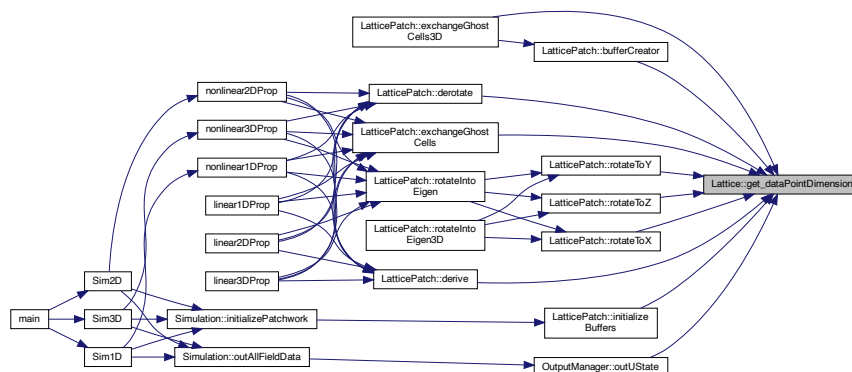 LatticePatch::exchangeGhost
Cells3D
LatticePatch::bufferCreator
nonlinear2DProp
LatticePatch::derotate
nonlinear3DProp
LatticePatch::exchangeGhost
Cells
nonlinear1DProp
LatticePatch::rotateToY
LatticePatch::rotateInto
Eigen
Lattice::get_dataPointDimension
linear1DProp
LatticePatch::rotateToZ
LatticePatch::rotateInto
Eigen3D
linear2DProp
LatticePatch::rotateToX
linear3DProp
LatticePatch::derive
Sim2D
main
Sim3D
Simulation::initializePatchwork
LatticePatch::initialize
Buffers
Sim1D
Simulation::outAllFieldData
OutputManager::outUState